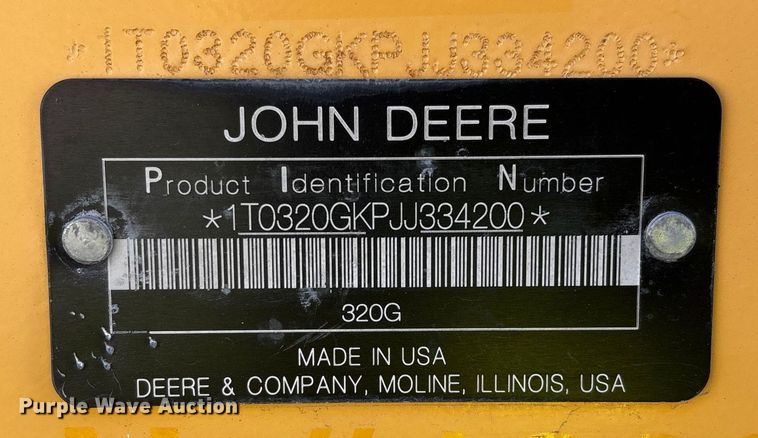 *1T0320GKPJJ334200*
JOHN DEERE
Product Identification Number
*1T0320GKPJJ334200*
320G
MADE IN USA
DEERE & COMPANY, MOLINE, ILLINOIS, USA
Purple Wave Auction